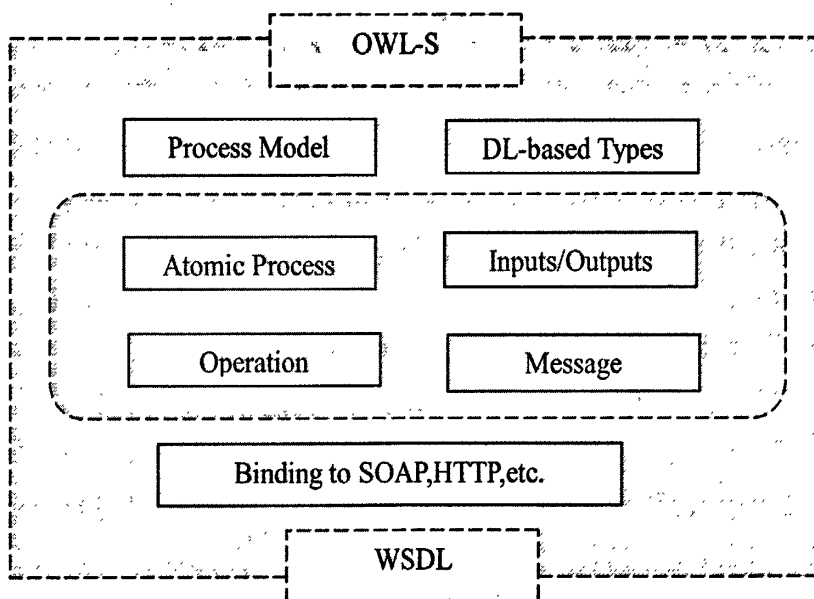 OWL-S
Process Model
DL-based Types
Atomic Process
Inputs/Outputs
Operation
Message
Binding to SOAP,HTTP,etc.
WSDL